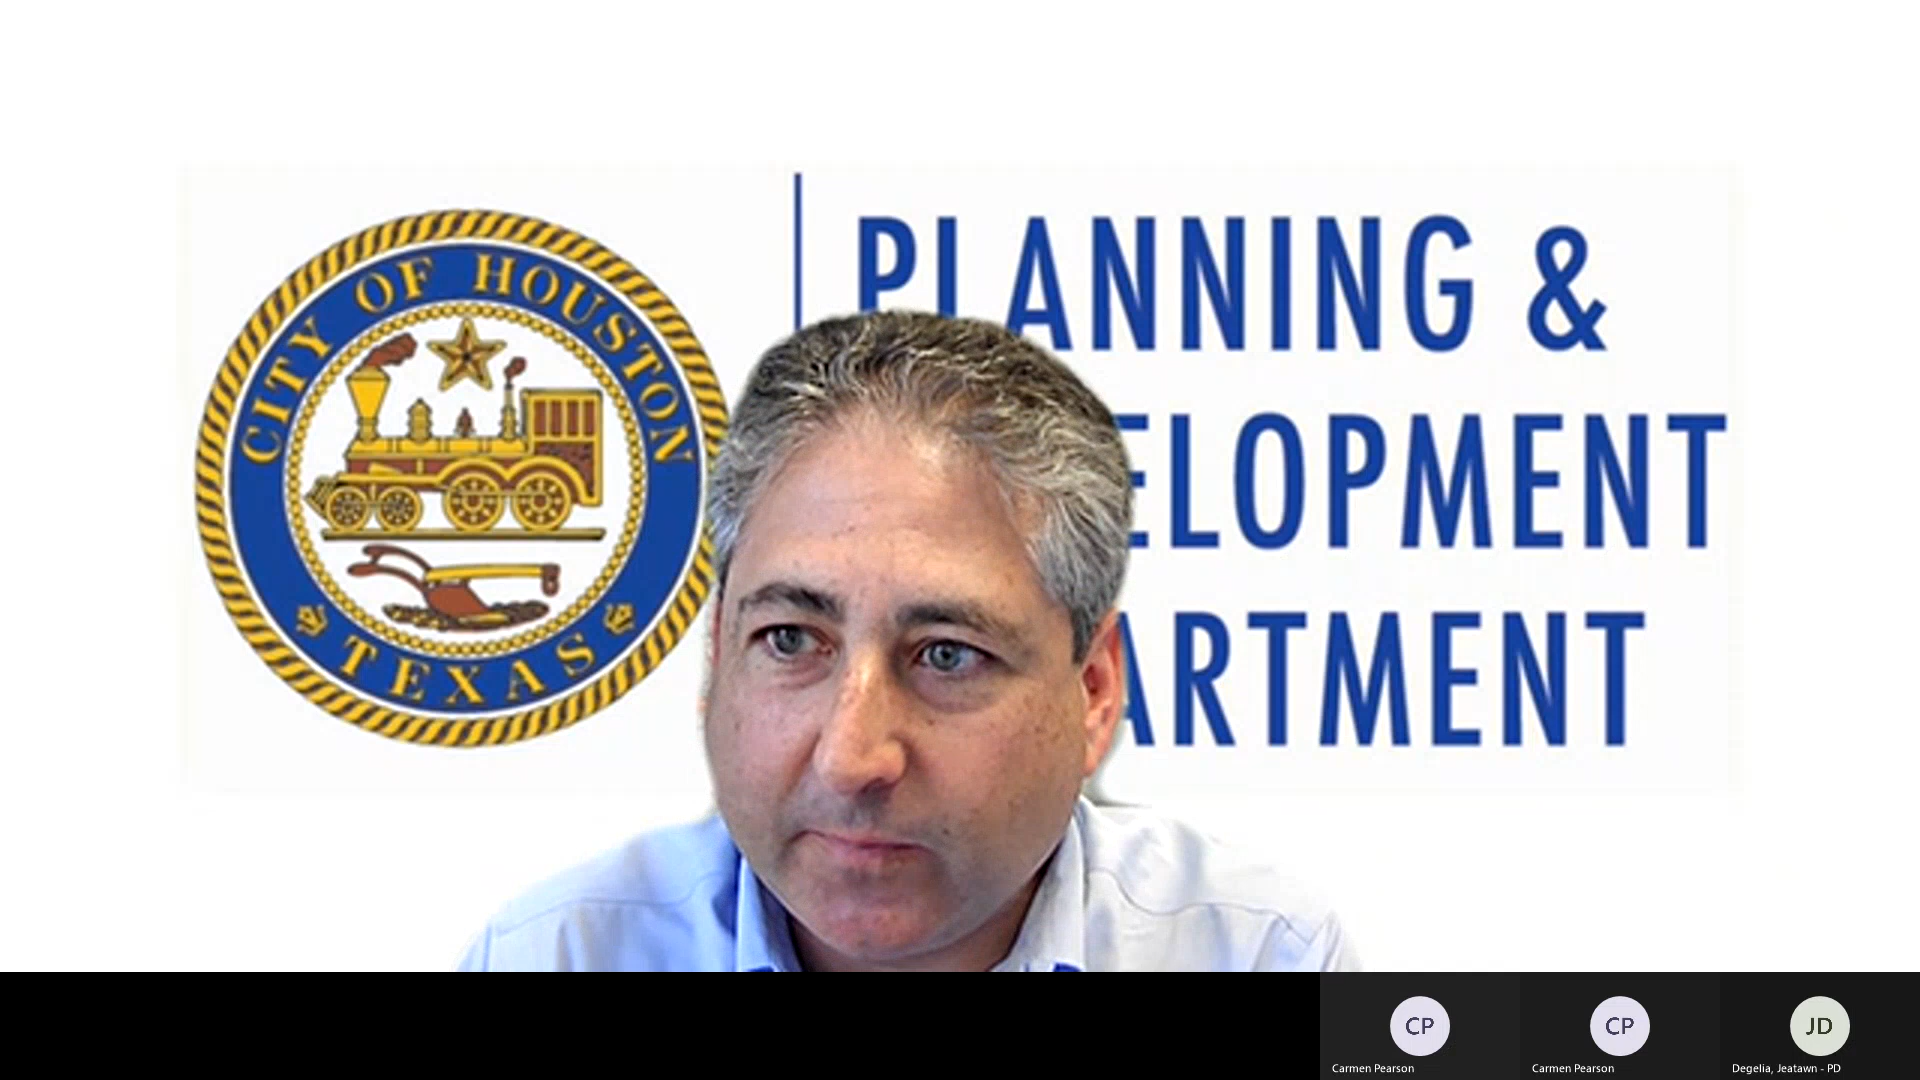 CITY OF HOUSTON
TEXAS
PLANNING &
ELOPMENT
ARTMENT
CP
CP
JD
Carmen Pearson
Carmen Pearson
Degelia, Jeatawn - PD